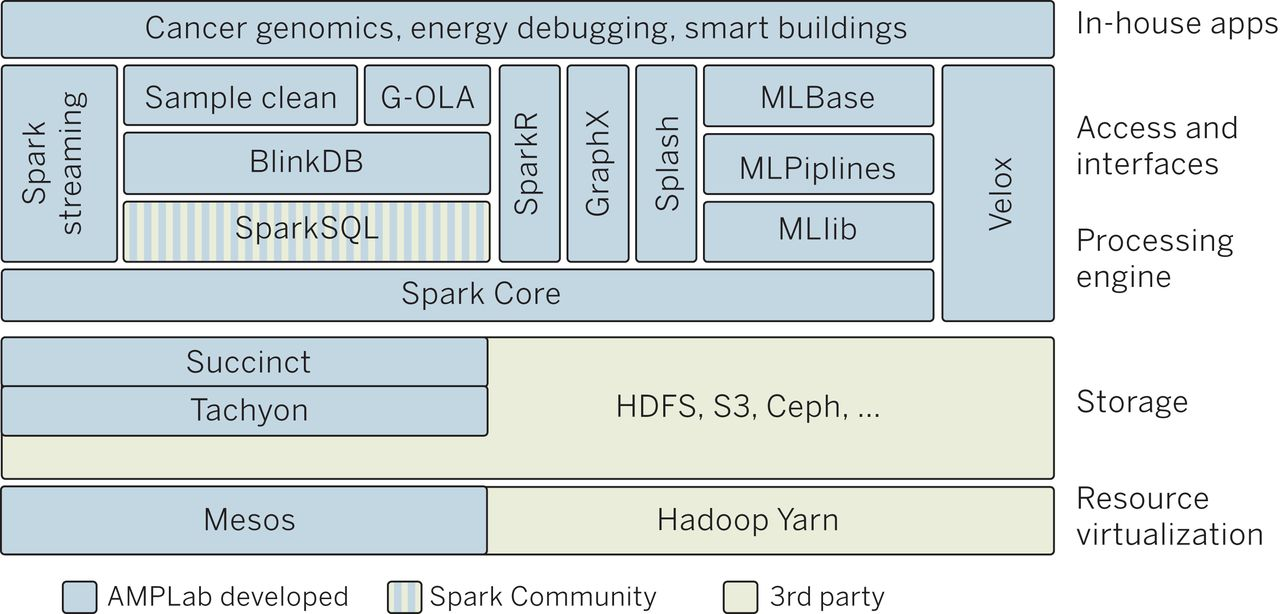 Cancer genomics, energy debugging, smart buildings
In-house apps
Spark
streaming
Sample clean
G-OLA
BlinkDB
SparkSQL
SparkR
GraphX
Splash
MLBase
MLPiplines
MLlib
Velox
Access and
interfaces
Spark Core
Processing
engine
Succinct
Tachyon
HDFS, S3, Ceph, ...
Storage
Mesos
Hadoop Yarn
Resource
virtualization
AMPLab developed
Spark Community
3rd party